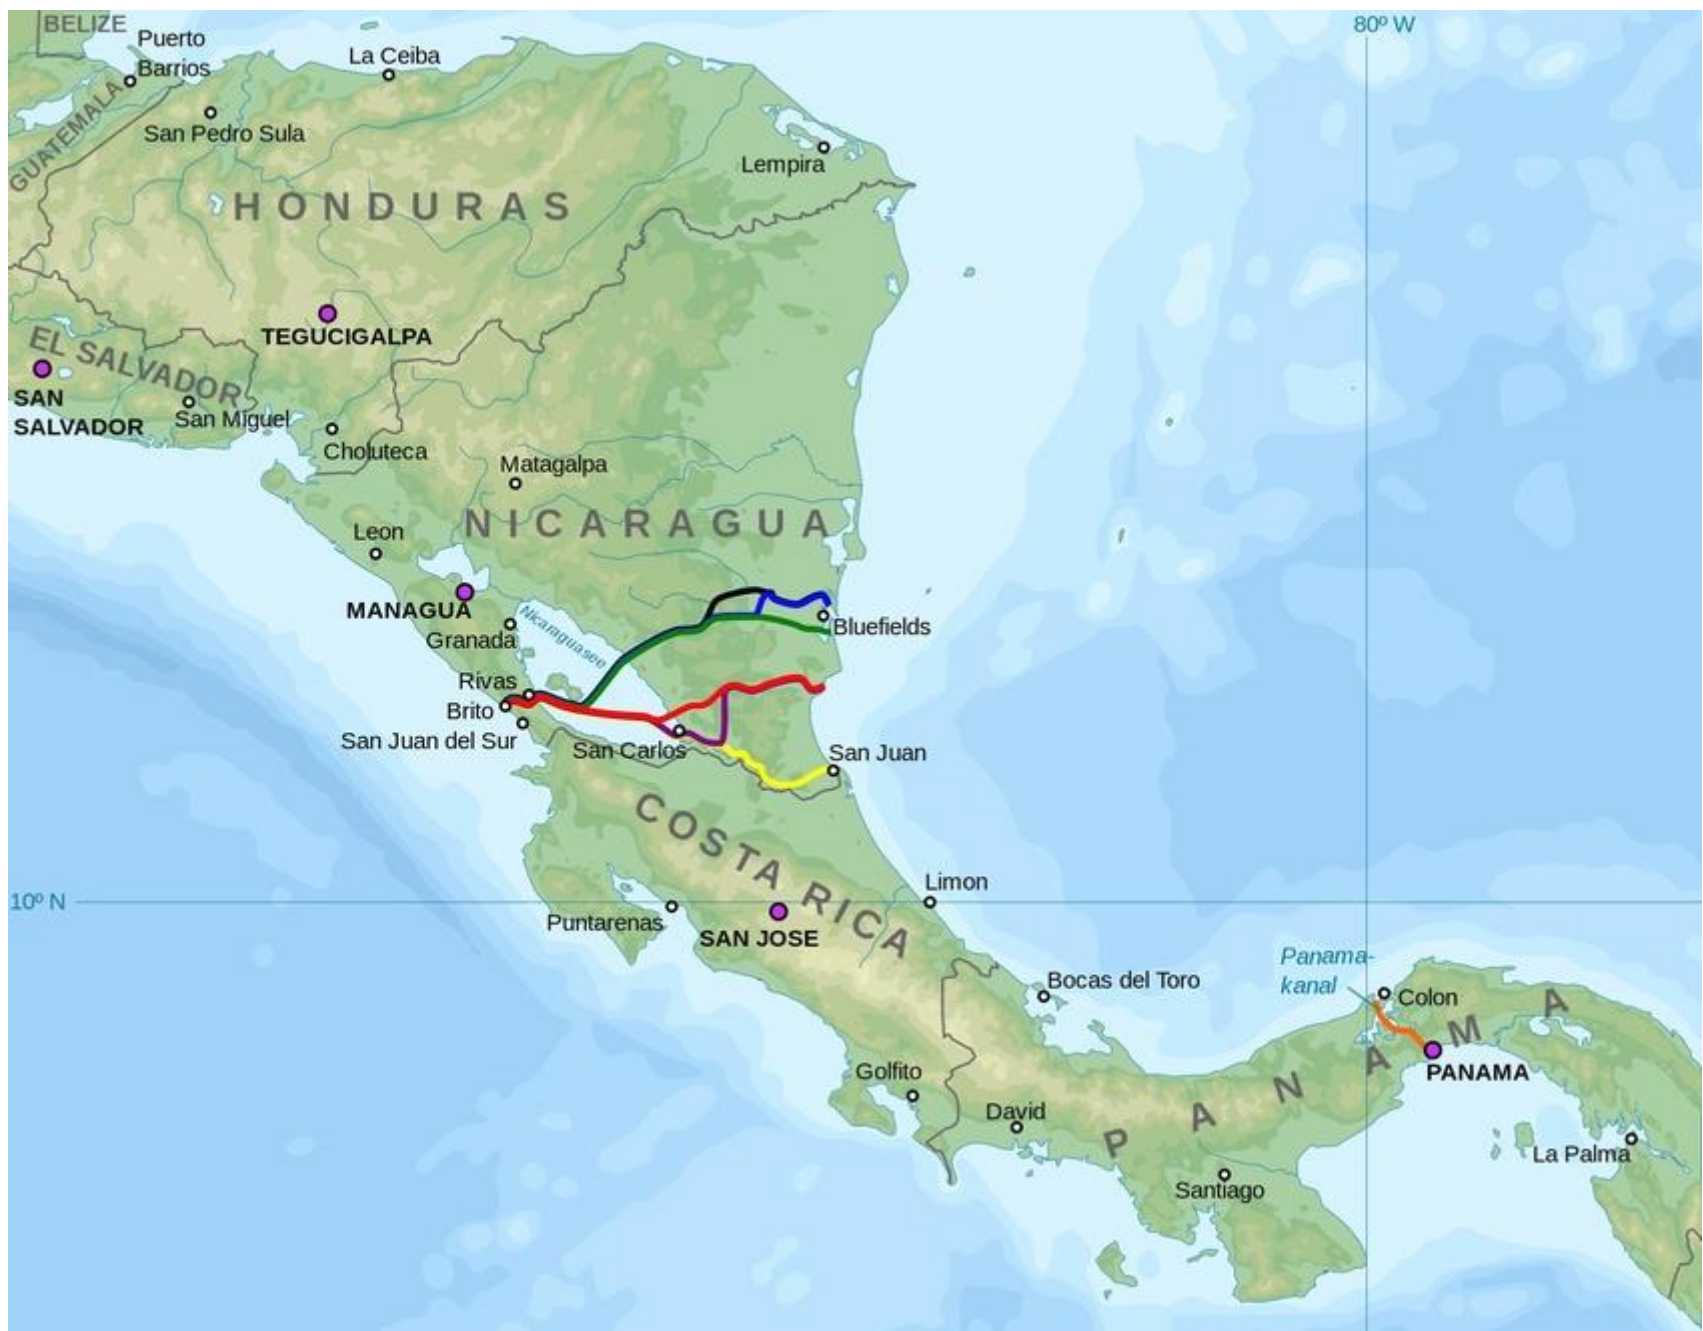 BELIZE
80º W
Puerto
Barrios
La Ceiba
GUATEMALA
San Pedro Sula
Lempira
HONDURAS
TEGUCIGALPA
EL SALVADOR
SAN
SALVADOR
San Miguel
Choluteca
Matagalpa
NICARAGUA
Leon
MANAGUA
Nicaraguasee
Granada
Bluefields
Rivas
Brito
San Juan del Sur
San Carlos
San Juan
COSTA RICA
Limon
10º N
Puntarenas
SAN JOSE
Panama-
kanal
Bocas del Toro
Colon
PANAMA
Golfito
PANAMA
David
La Palma
Santiago